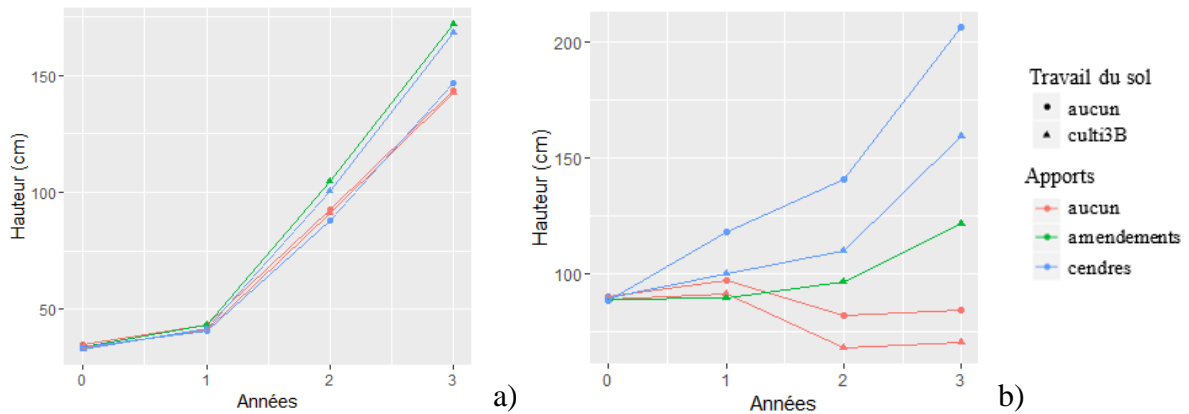 Hauteur (cm)
150
100
50
0 1 2 3
Années
a)
Hauteur (cm)
200
150
100
0 1 2 3
Années
b)
Travail du sol
aucun
culti3B
Apports
aucun
amendements
cendres